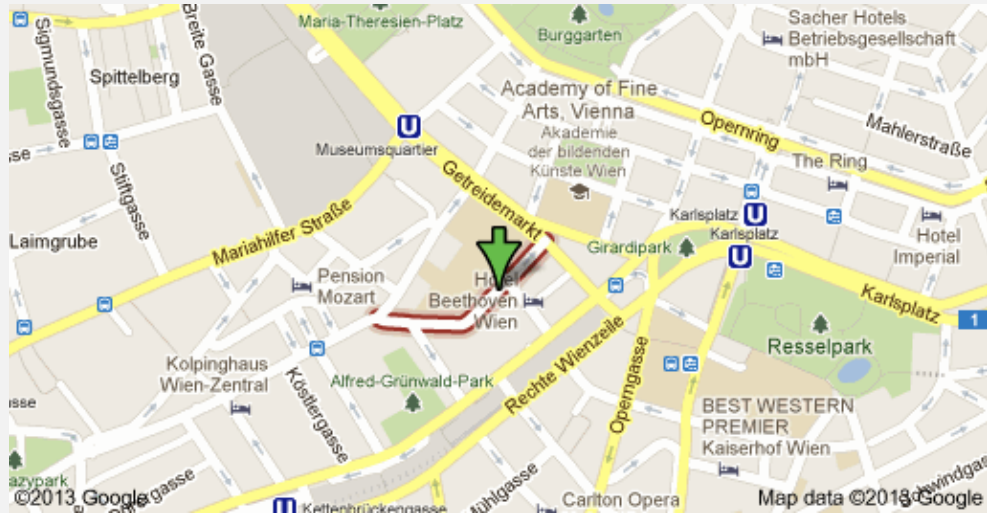 Maria-Theresien-Platz
Burggarten
Sacher Hotels
Betriebsgesellschaft
mbH
Sigmundsgasse
Breite Gasse
Spittelberg
Academy of Fine
Arts, Vienna
Akademie
der bildenden
Künste Wien
Opernring
Mahlerstraße
U
Museumsquartier
The Ring
Stiftgasse
Getreidemarkt
Karlsplatz
U
Karlsplatz
U
Laimgrube
Mariahilfer Straße
Girardipark
Hotel
Imperial
Pension
Mozart
Hotel
Beethoven
Wien
Karlsplatz
1
Kolpinghaus
Wien-Zentral
Alfred-Grünwald-Park
Rechte Wienzeile
Resselpark
Köstlergasse
Operngasse
BEST WESTERN
PREMIER
Kaiserhof Wien
azypark
©2013 Google
ergasse
U
Kettenbrückengasse
Mühlgasse
Carlton Opera
Map data ©2013 Google
chwindgas